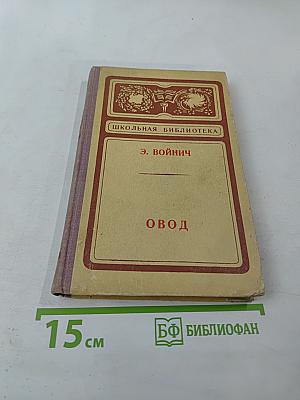 ШКОЛЬНАЯ БИБЛИОТЕКА
Э. ВОЙНИЧ
ОВОД
15 см
БФ БИБЛИОФАН